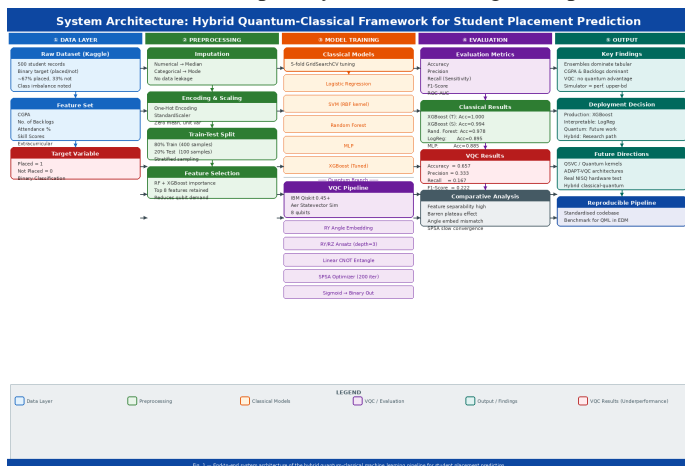 System Architecture: Hybrid Quantum-Classical Framework for Student Placement Prediction
① DATA LAYER
Raw Dataset (Kaggle)
500 student records
Binary target (placed/not)
~67% placed, 33% not
Class imbalance noted
Feature Set
CGPA
No. of Backlogs
Attendance %
Skill Scores
Extracurricular
Target Variable
Placed = 1
Not Placed = 0
Binary Classification
② PREPROCESSING
Imputation
Numerical → Median
Categorical → Mode
No data leakage
Encoding & Scaling
One-Hot Encoding
StandardScaler
Zero mean, unit var
Train-Test Split
80% Train (400 samples)
20% Test (100 samples)
Stratified sampling
Feature Selection
RF + XGBoost importance
Top 8 features retained
Reduces qubit demand
③ MODEL TRAINING
Classical Models
5-fold GridSearchCV tuning
Logistic Regression
SVM (RBF kernel)
Random Forest
MLP
XGBoost (Tuned)
── Quantum Branch ──
VQC Pipeline
IBM Qiskit 0.45+
Aer Statevector Sim
8 qubits
RY Angle Embedding
RY/RZ Ansatz (depth=3)
Linear CNOT Entangle
SPSA Optimizer (200 iter)
Sigmoid → Binary Out
④ EVALUATION
Evaluation Metrics
Accuracy
Precision
Recall (Sensitivity)
F1-Score
ROC-AUC
Classical Results
XGBoost (T): Acc=1.000
XGBoost (S): Acc=0.994
Rand. Forest: Acc=0.978
LogReg: Acc=0.895
MLP: Acc=0.885
VQC Results
Accuracy = 0.657
Precision = 0.333
Recall = 0.167
F1-Score = 0.222
Comparative Analysis
Feature separability high
Barren plateau effect
Angle embed mismatch
SPSA slow convergence
⑤ OUTPUT
Key Findings
Ensembles dominate tabular
CGPA & Backlogs dominant
VQC: no quantum advantage
Simulator = perf. upper-bd
Deployment Decision
Production: XGBoost
Interpretable: LogReg
Quantum: Future work
Hybrid: Research path
Future Directions
QSVC / Quantum kernels
ADAPT-VQC architectures
Real NISQ hardware test
Hybrid classical-quantum
Reproducible Pipeline
Standardised codebase
Benchmark for QML in EDM
LEGEND
Data Layer
Preprocessing
Classical Models
VQC / Evaluation
Output / Findings
VQC Results (Underperformance)